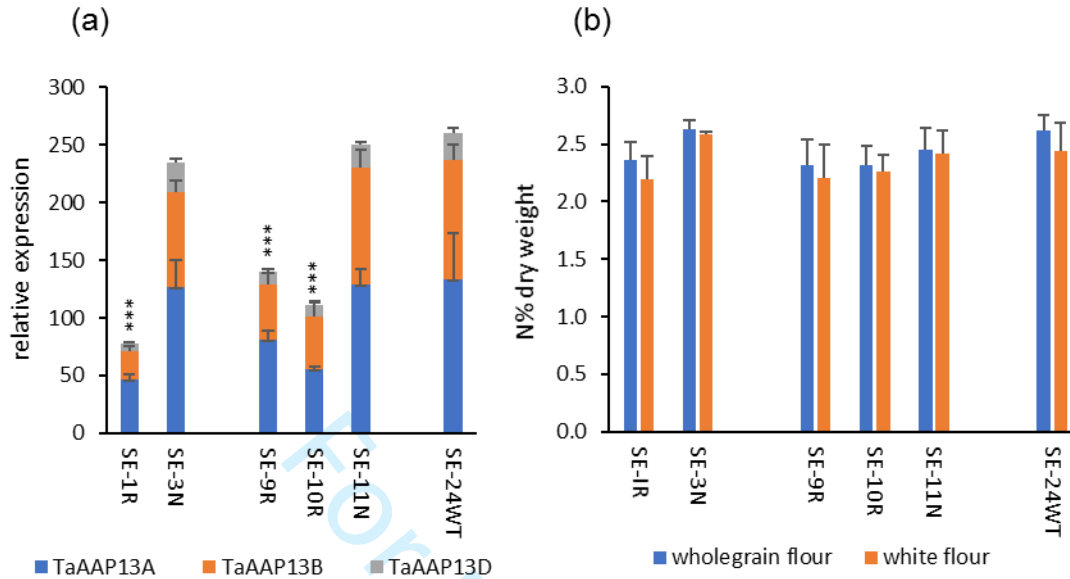 (a)
relative expression
300
250
200
150
100
50
0
***
***
***
SE-1R
SE-3N
SE-9R
SE-10R
SE-11N
SE-24WT
TaAAP13A TaAAP13B TaAAP13D
For
(b)
N% dry weight
3.0
2.5
2.0
1.5
1.0
0.5
0.0
SE-IR
SE-3N
SE-9R
SE-10R
SE-11N
SE-24WT
wholegrain flour white flour